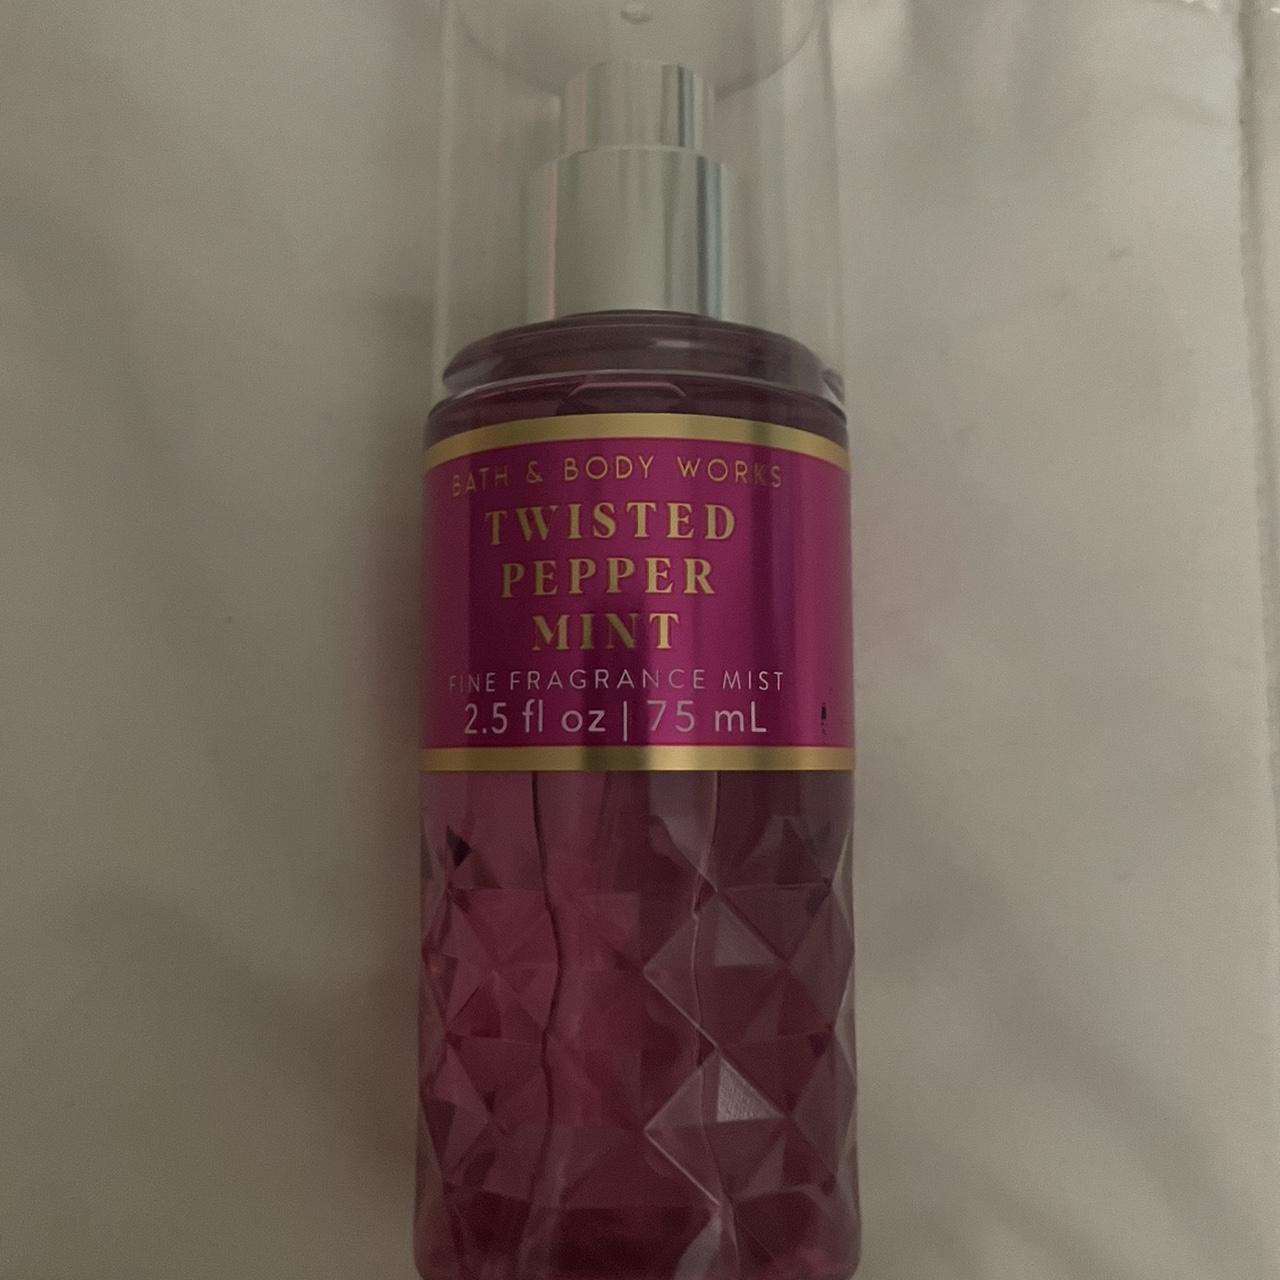 BATH & BODY WORKS
TWISTED
PEPPER
MINT
FINE FRAGRANCE MIST
2.5 fl oz | 75 mL